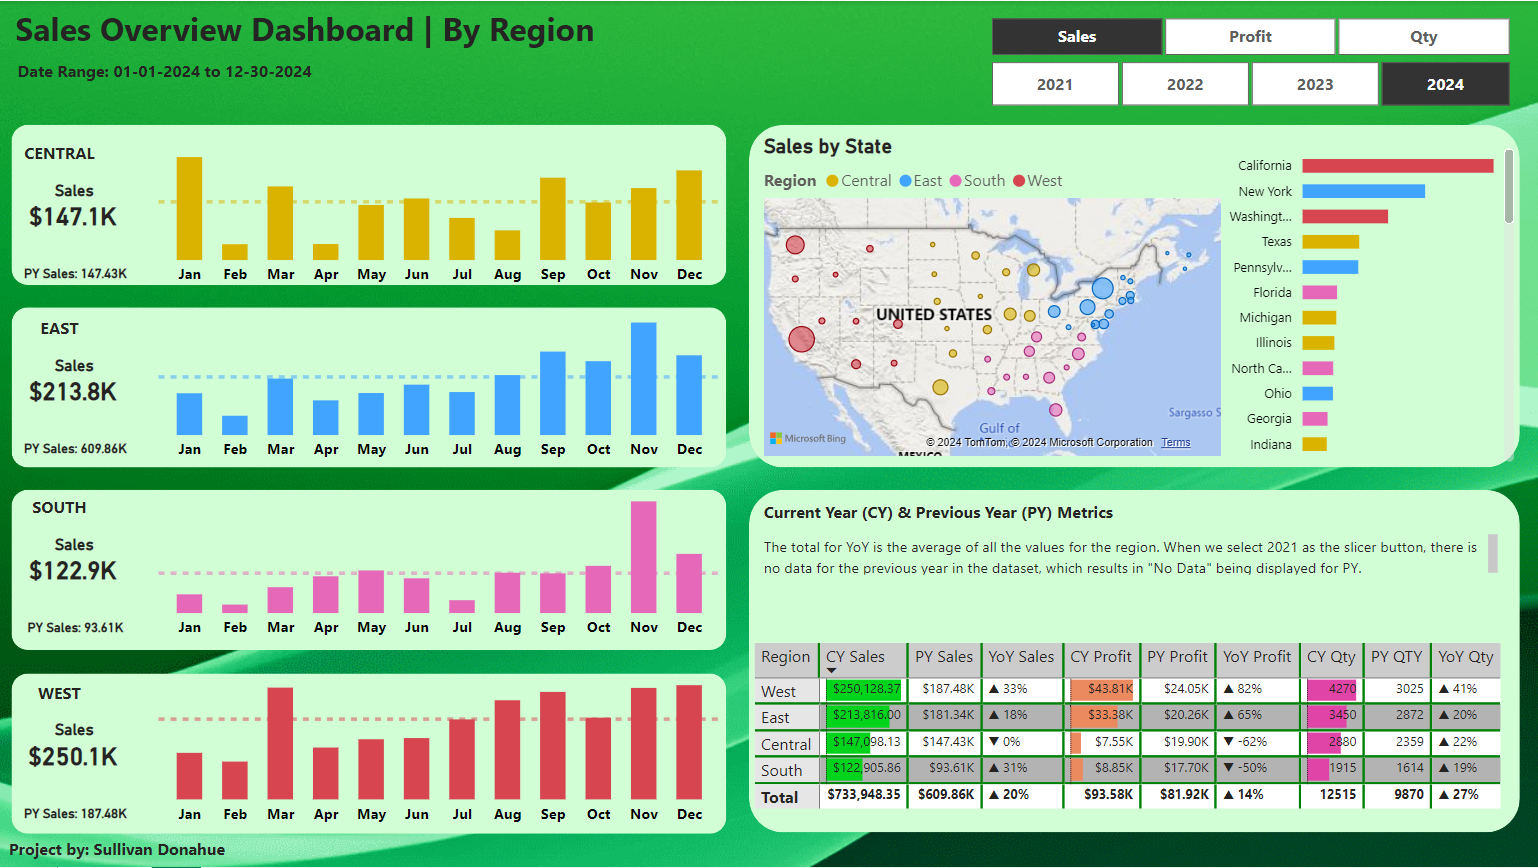 Sales Overview Dashboard | By Region
Date Range: 01-01-2024 to 12-30-2024
Sales Profit Qty
2021 2022 2023 2024
CENTRAL
Sales
$147.1K
PY Sales: 147.43K
Jan Feb Mar Apr May Jun Jul Aug Sep Oct Nov Dec
EAST
Sales
$213.8K
PY Sales: 609.86K
Jan Feb Mar Apr May Jun Jul Aug Sep Oct Nov Dec
SOUTH
Sales
$122.9K
PY Sales: 93.61K
Jan Feb Mar Apr May Jun Jul Aug Sep Oct Nov Dec
WEST
Sales
$250.1K
PY Sales: 187.48K
Jan Feb Mar Apr May Jun Jul Aug Sep Oct Nov Dec
Project by: Sullivan Donahue
Sales by State
Region Central East South West
UNITED STATES
Gulf of
Sargasso S
MEXICO
Microsoft Bing
© 2024 TomTom, © 2024 Microsoft Corporation Terms
California
New York
Washingt...
Texas
Pennsylv...
Florida
Michigan
Illinois
North Ca...
Ohio
Georgia
Indiana
Current Year (CY) & Previous Year (PY) Metrics
The total for YoY is the average of all the values for the region. When we select 2021 as the slicer button, there is
no data for the previous year in the dataset, which results in "No Data" being displayed for PY.
Region CY Sales PY Sales YoY Sales CY Profit PY Profit YoY Profit CY Qty PY QTY YoY Qty
West $250,128.37 $187.48K ▲ 33% $43.81K $24.05K ▲ 82% 4270 3025 ▲ 41%
East $213,816.00 $181.34K ▲ 18% $33.38K $20.26K ▲ 65% 3450 2872 ▲ 20%
Central $147,098.13 $147.43K ▼ 0% $7.55K $19.90K ▼ -62% 2880 2359 ▲ 22%
South $122,905.86 $93.61K ▲ 31% $8.85K $17.70K ▼ -50% 1915 1614 ▲ 19%
Total $733,948.35 $609.86K ▲ 20% $93.58K $81.92K ▲ 14% 12515 9870 ▲ 27%